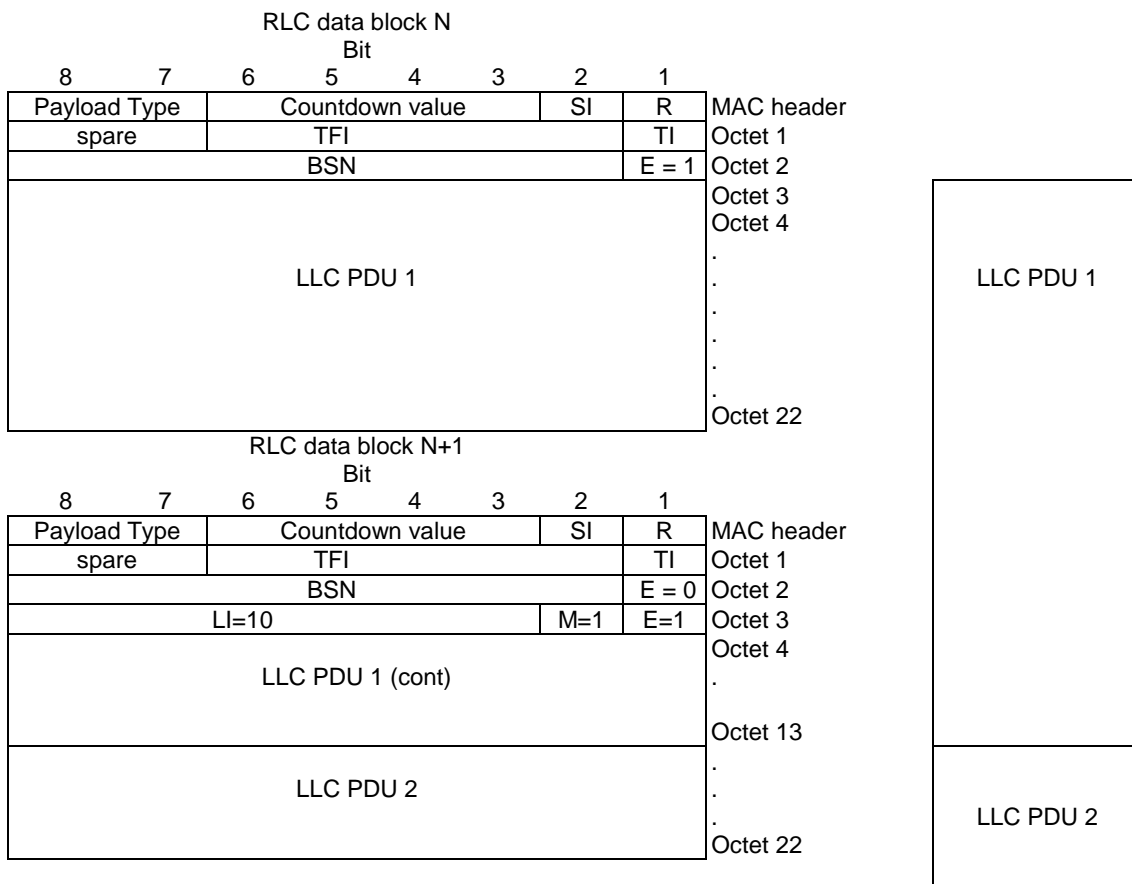 RLC data block N
Bit
8 7 6 5 4 3 2 1
Payload Type Countdown value SI R MAC header
spare TFI TI Octet 1
BSN E = 1 Octet 2
Octet 3
Octet 4
.
LLC PDU 1 . LLC PDU 1
.
.
.
.
Octet 22
RLC data block N+1
Bit
8 7 6 5 4 3 2 1
Payload Type Countdown value SI R MAC header
spare TFI TI Octet 1
BSN E = 0 Octet 2
LI=10 M=1 E=1 Octet 3
Octet 4
LLC PDU 1 (cont) .
Octet 13
.
LLC PDU 2 .
. LLC PDU 2
Octet 22